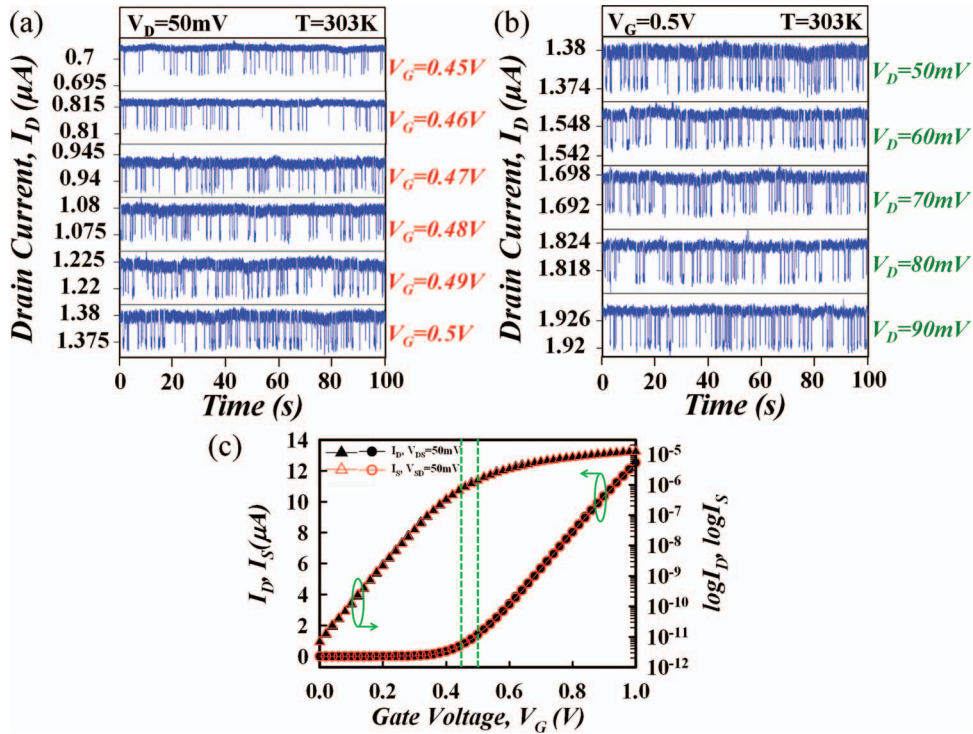 (a)
V_D=50mV T=303K
Drain Current, I_D (μA)
0.7
0.695
V_G=0.45V
0.815
0.81
V_G=0.46V
0.945
0.94
V_G=0.47V
1.08
1.075
V_G=0.48V
1.225
1.22
V_G=0.49V
1.38
1.375
V_G=0.5V
0 20 40 60 80 100
Time (s)
(b)
V_G=0.5V T=303K
Drain Current, I_D (μA)
1.38
1.374
V_D=50mV
1.548
1.542
V_D=60mV
1.698
1.692
V_D=70mV
1.824
1.818
V_D=80mV
1.926
1.92
V_D=90mV
0 20 40 60 80 100
Time (s)
(c)
I_D, V_DS=50mV
I_S, V_SD=50mV
I_D, I_S(μA)
14
12
10
8
6
4
2
0
10^-5
10^-6
10^-7
10^-8
10^-9
10^-10
10^-11
10^-12
logI_D, logI_S
0.0 0.2 0.4 0.6 0.8 1.0
Gate Voltage, V_G (V)